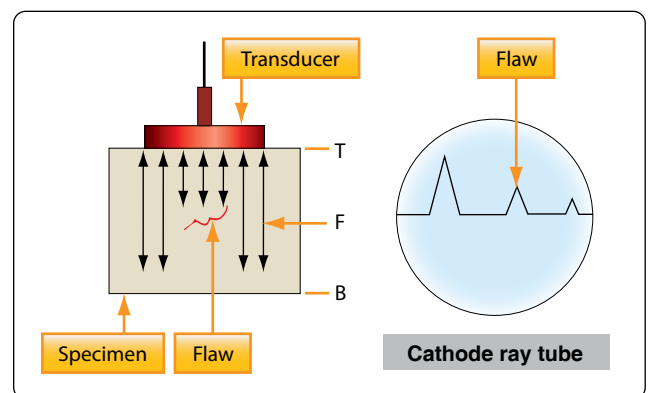 Transducer
Flaw
T
F
B
Specimen
Flaw
Cathode ray tube